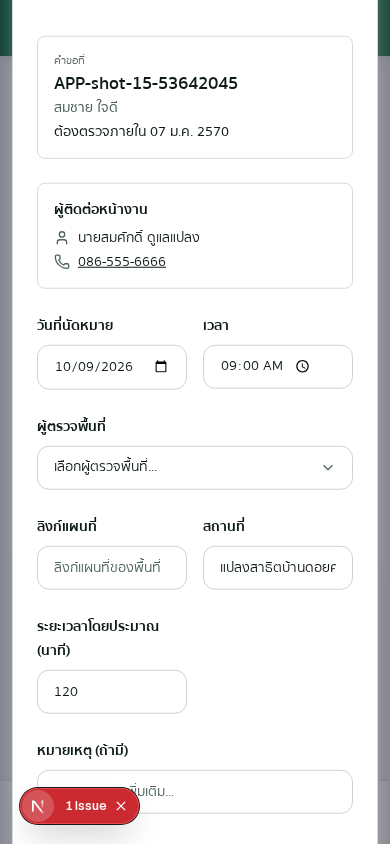 คำขอที่
APP-shot-15-53642045
สมชาย ใจดี
ต้องตรวจภายใน 07 ม.ค. 2570
ผู้ติดต่อหน้างาน
นายสมศักดิ์ ดูแลแปลง
086-555-6666
วันที่นัดหมาย
เวลา
10/09/2026
09:00 AM
ผู้ตรวจพื้นที่
เลือกผู้ตรวจพื้นที่...
ลิงก์แผนที่
สถานที่
ลิงก์แผนที่ของพื้นที่
แปลงสาธิตบ้านดอย
ระยะเวลาโดยประมาณ
(นาที)
120
หมายเหตุ (ถ้ามี)
เติม...
N 1 Issue